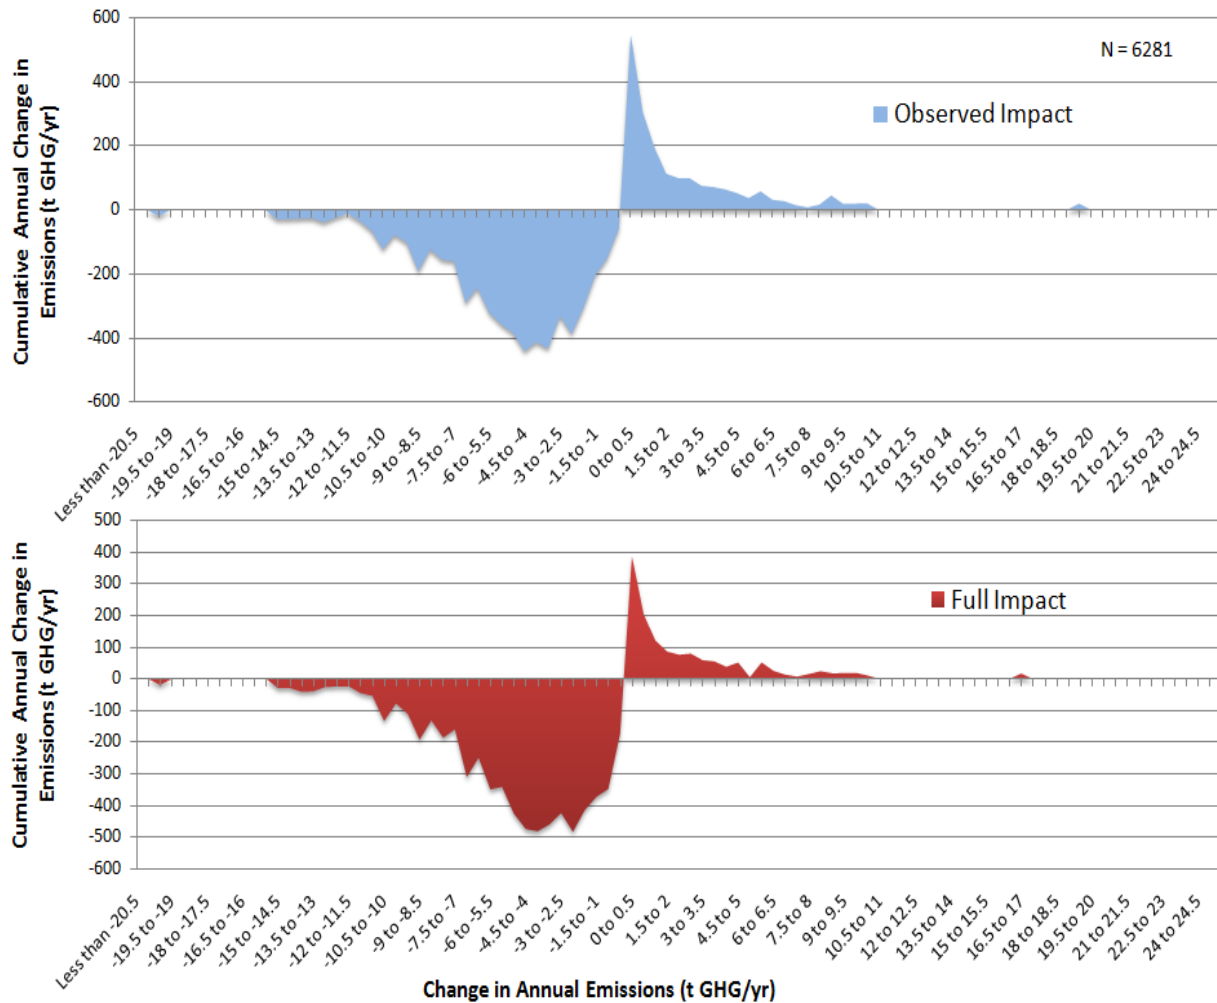 Cumulative Annual Change in
Emissions (t GHG/yr)
600
400
200
0
-200
-400
-600
N = 6281
Observed Impact
Less than -20.5
-19.5 to -19
-18 to -17.5
-16.5 to -16
-15 to -14.5
-13.5 to -13
-12 to -11.5
-10.5 to -10
-9 to -8.5
-7.5 to -7
-6 to -5.5
-4.5 to -4
-3 to -2.5
-1.5 to -1
0 to 0.5
1.5 to 2
3 to 3.5
4.5 to 5
6 to 6.5
7.5 to 8
9 to 9.5
10.5 to 11
12 to 12.5
13.5 to 14
15 to 15.5
16.5 to 17
18 to 18.5
19.5 to 20
21 to 21.5
22.5 to 23
24 to 24.5
Cumulative Annual Change in
Emissions (t GHG/yr)
500
400
300
200
100
0
-100
-200
-300
-400
-500
-600
Full Impact
Less than -20.5
-19.5 to -19
-18 to -17.5
-16.5 to -16
-15 to -14.5
-13.5 to -13
-12 to -11.5
-10.5 to -10
-9 to -8.5
-7.5 to -7
-6 to -5.5
-4.5 to -4
-3 to -2.5
-1.5 to -1
0 to 0.5
1.5 to 2
3 to 3.5
4.5 to 5
6 to 6.5
7.5 to 8
9 to 9.5
10.5 to 11
12 to 12.5
13.5 to 14
15 to 15.5
16.5 to 17
18 to 18.5
19.5 to 20
21 to 21.5
22.5 to 23
24 to 24.5
Change in Annual Emissions (t GHG/yr)